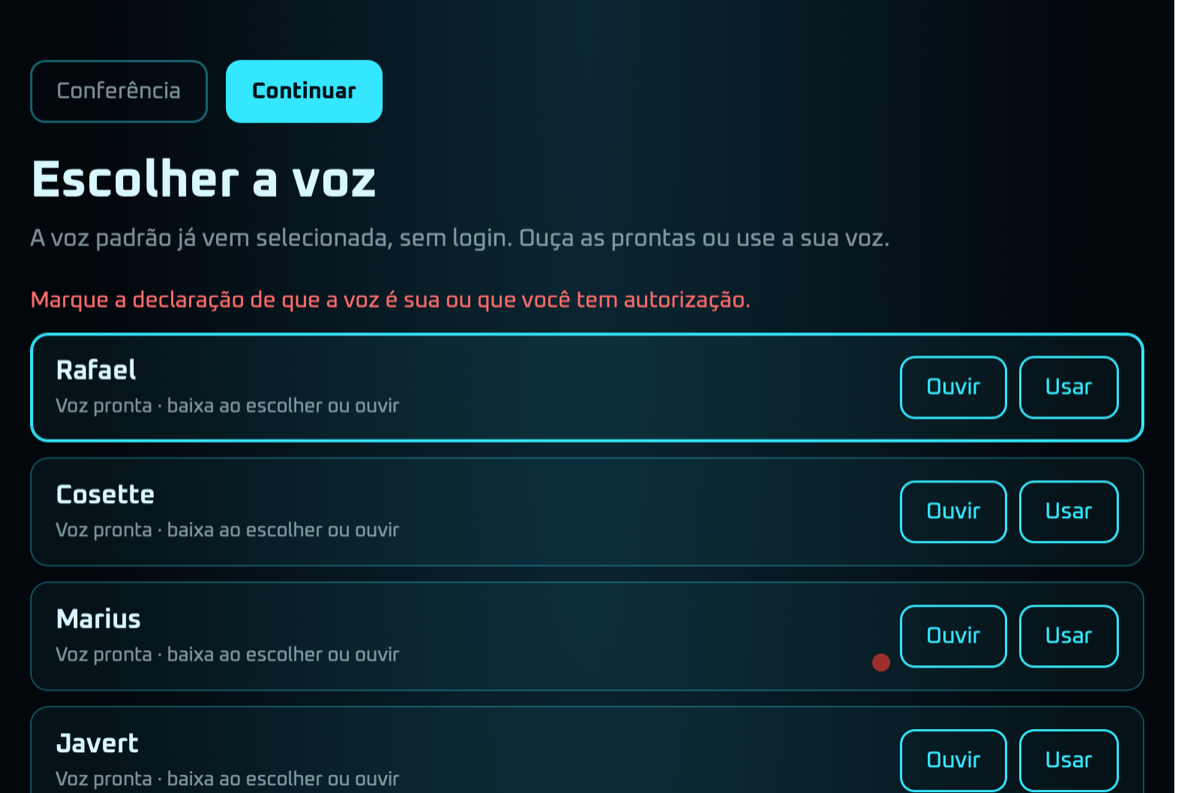 Conferência
Continuar
Escolher a voz
A voz padrão já vem selecionada, sem login. Ouça as prontas ou use a sua voz.
Marque a declaração de que a voz é sua ou que você tem autorização.
Rafael
Voz pronta · baixa ao escolher ou ouvir
Ouvir
Usar
Cosette
Voz pronta · baixa ao escolher ou ouvir
Ouvir
Usar
Marius
Voz pronta · baixa ao escolher ou ouvir
Ouvir
Usar
Javert
Voz pronta · baixa ao escolher ou ouvir
Ouvir
Usar